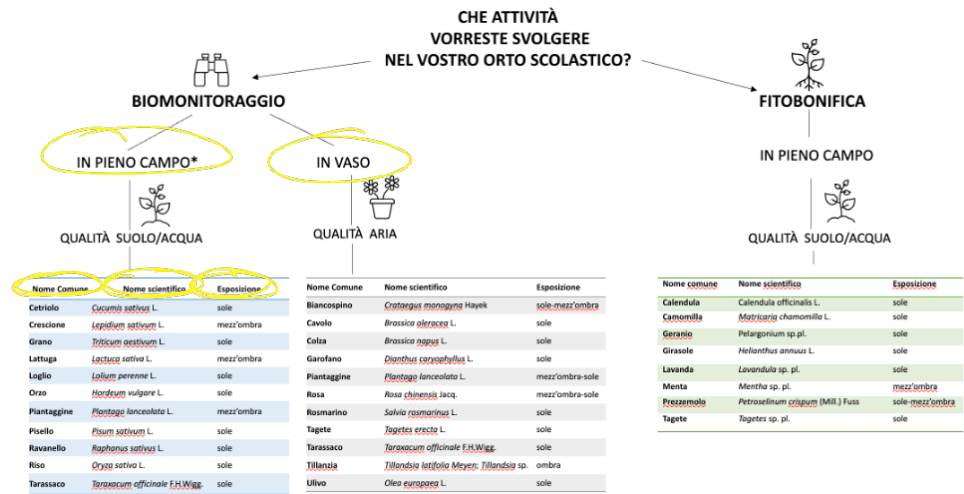 CHE ATTIVITÀ
VORRESTE SVOLGERE
NEL VOSTRO ORTO SCOLASTICO?
BIOMONITORAGGIO
FITOBONIFICA
IN PIENO CAMPO*
IN VASO
IN PIENO CAMPO
QUALITÀ SUOLO/ACQUA
QUALITÀ ARIA
QUALITÀ SUOLO/ACQUA
Nome Comune Nome scientifico Esposizione
Cetriolo Cucumis sativus L. sole
Crescione Lepidium sativum L. mezz'ombra
Grano Triticum aestivum L. sole
Lattuga Lactuca sativa L. mezz'ombra
Loglio Lolium perenne L. sole
Orzo Hordeum vulgare L. sole
Piantaggine Plantago lanceolata L. mezz'ombra
Pisello Pisum sativum L. sole
Ravanello Raphanus sativus L. sole
Riso Oryza sativa L. sole
Tarassaco Taraxacum officinale F.H.Wigg. sole
Nome Comune Nome scientifico Esposizione
Biancospino Crataegus monogyna Hayek sole-mezz'ombra
Cavolo Brassica oleracea L. sole
Colza Brassica napus L. sole
Garofano Dianthus caryophyllus L. sole
Piantaggine Plantago lanceolata L. mezz'ombra-sole
Rosa Rosa chinensis Jacq. mezz'ombra-sole
Rosmarino Salvia rosmarinus L. sole
Tagete Tagetes erecta L. sole
Tarassaco Taraxacum officinale F.H.Wigg. sole
Tillanzia Tillandsia latifolia Meyen; Tillandsia sp. ombra
Ulivo Olea europaea L. sole
Nome comune Nome scientifico Esposizione
Calendula Calendula officinalis L. sole
Camomilla Matricaria chamomilla L. sole
Geranio Pelargonium sp.pl. sole
Girasole Helianthus annuus L. sole
Lavanda Lavandula sp. pl. sole
Menta Mentha sp. pl. mezz'ombra
Prezzemolo Petroselinum crispum (Mill.) Fuss sole-mezz'ombra
Tagete Tagetes sp. pl. sole